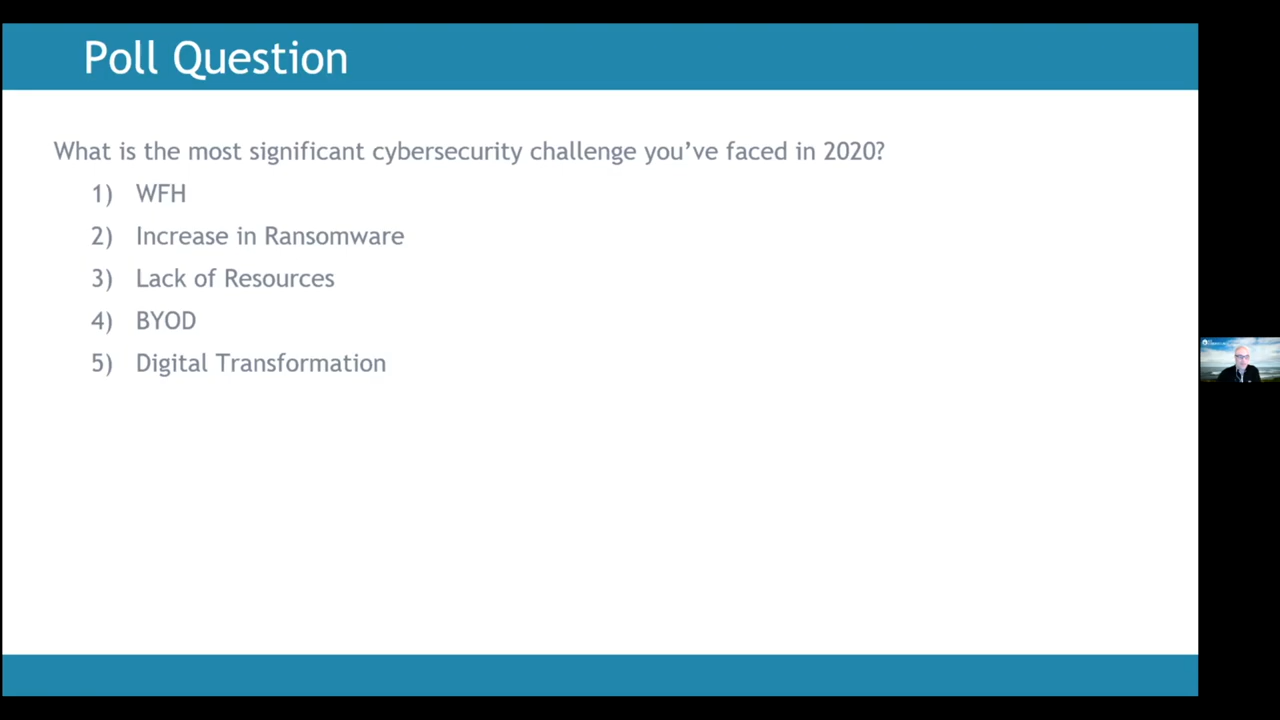 Poll Question
What is the most significant cybersecurity challenge you’ve faced in 2020?
1) WFH
2) Increase in Ransomware
3) Lack of Resources
4) BYOD
5) Digital Transformation